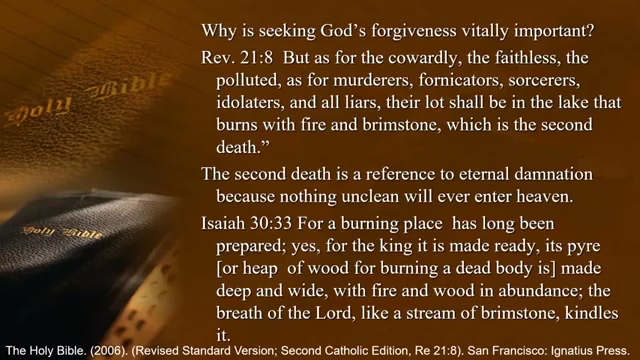 Why is seeking God's forgiveness vitally important?
Rev. 21:8 But as for the cowardly, the faithless, the
polluted, as for murderers, fornicators, sorcerers,
idolaters, and all liars, their lot shall be in the lake that
burns with fire and brimstone, which is the second
death.”
The second death is a reference to eternal damnation
because nothing unclean will ever enter heaven.
Isaiah 30:33 For a burning place has long been
prepared; yes, for the king it is made ready, its pyre
[or heap of wood for burning a dead body is] made
deep and wide, with fire and wood in abundance; the
breath of the Lord, like a stream of brimstone, kindles
it.
Holy Bible
Holy Bible
The Holy Bible. (2006). (Revised Standard Version; Second Catholic Edition, Re 21:8). San Francisco: Ignatius Press.